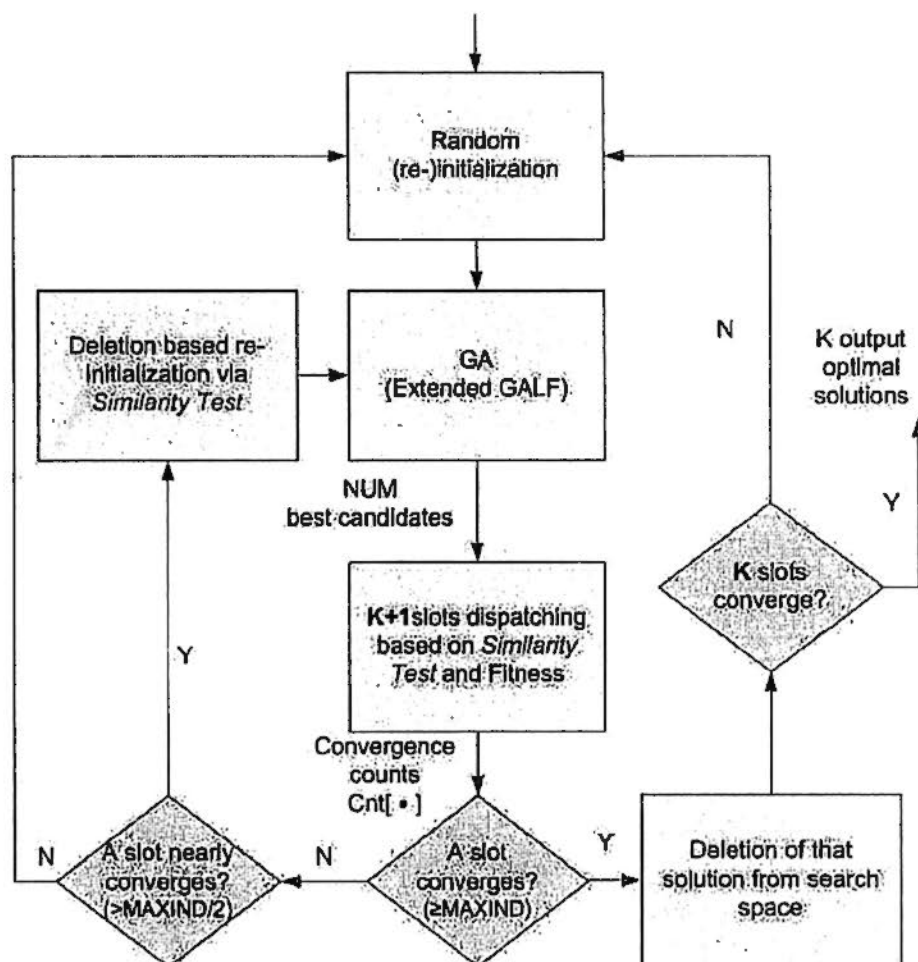 Random
(re-)initialization
Deletion based re-
initialization via
Similarity Test
GA
(Extended GALF)
N
K output
optimal
solutions
NUM
best candidates
Y
K slots
converge?
K+1slots dispatching
based on Similarity
Test and Fitness
Y
Convergence
counts
Cnt[ • ]
N
A slot nearly
converges?
(>MAXIND/2)
N
A slot
converges?
(≥MAXIND)
Y
Deletion of that
solution from search
space